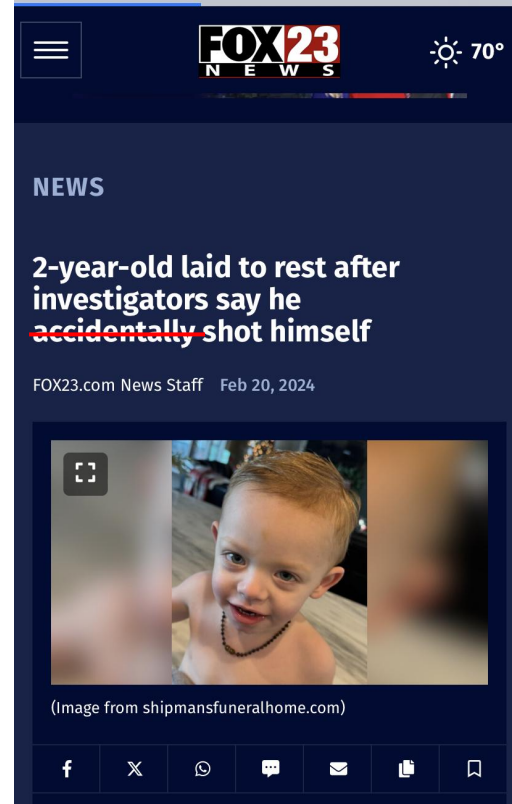 FOX 23
NEWS
70°
NEWS
2-year-old laid to rest after
investigators say he
accidentally shot himself
FOX23.com News Staff Feb 20, 2024
(Image from shipmansfuneralhome.com)